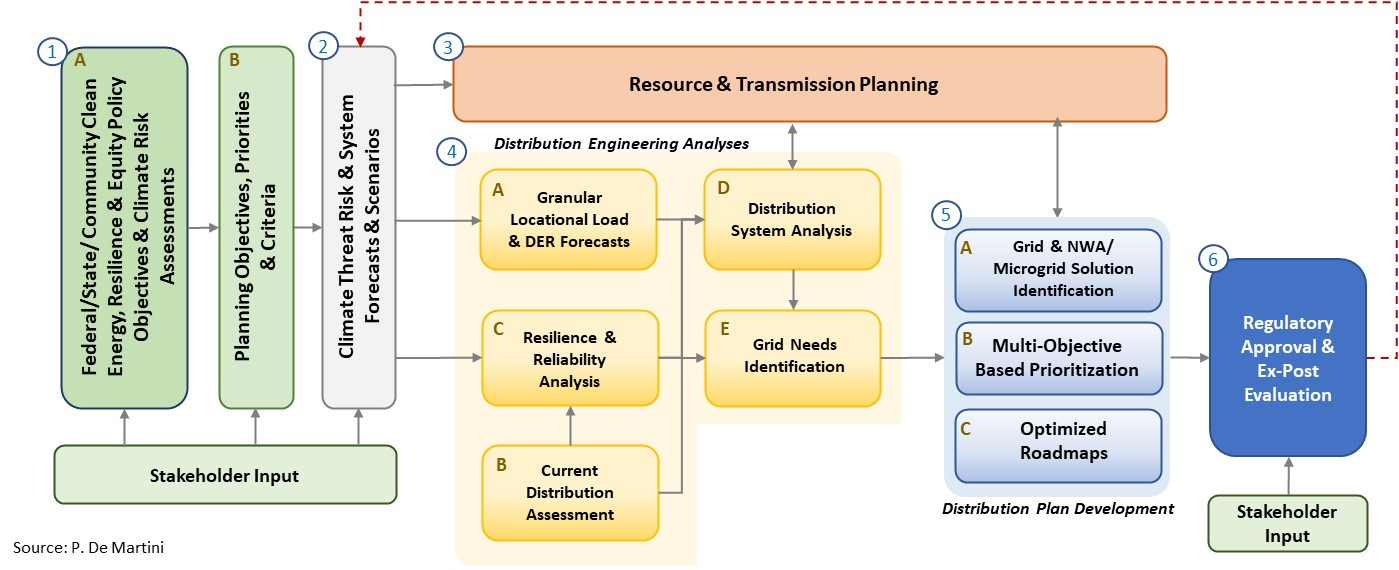 1
A
Federal/State/Community Clean
Energy, Resilience & Equity Policy
Objectives & Climate Risk
Assessments
B
Planning Objectives, Priorities
& Criteria
2
Climate Threat Risk & System
Forecasts & Scenarios
Stakeholder Input
3
Resource & Transmission Planning
4
Distribution Engineering Analyses
A
Granular
Locational Load
& DER Forecasts
D
Distribution
System Analysis
C
Resilience &
Reliability
Analysis
E
Grid Needs
Identification
B
Current
Distribution
Assessment
5
A
Grid & NWA/
Microgrid Solution
Identification
B
Multi-Objective
Based Prioritization
C
Optimized
Roadmaps
Distribution Plan Development
6
Regulatory
Approval &
Ex-Post
Evaluation
Stakeholder
Input
Source: P. De Martini